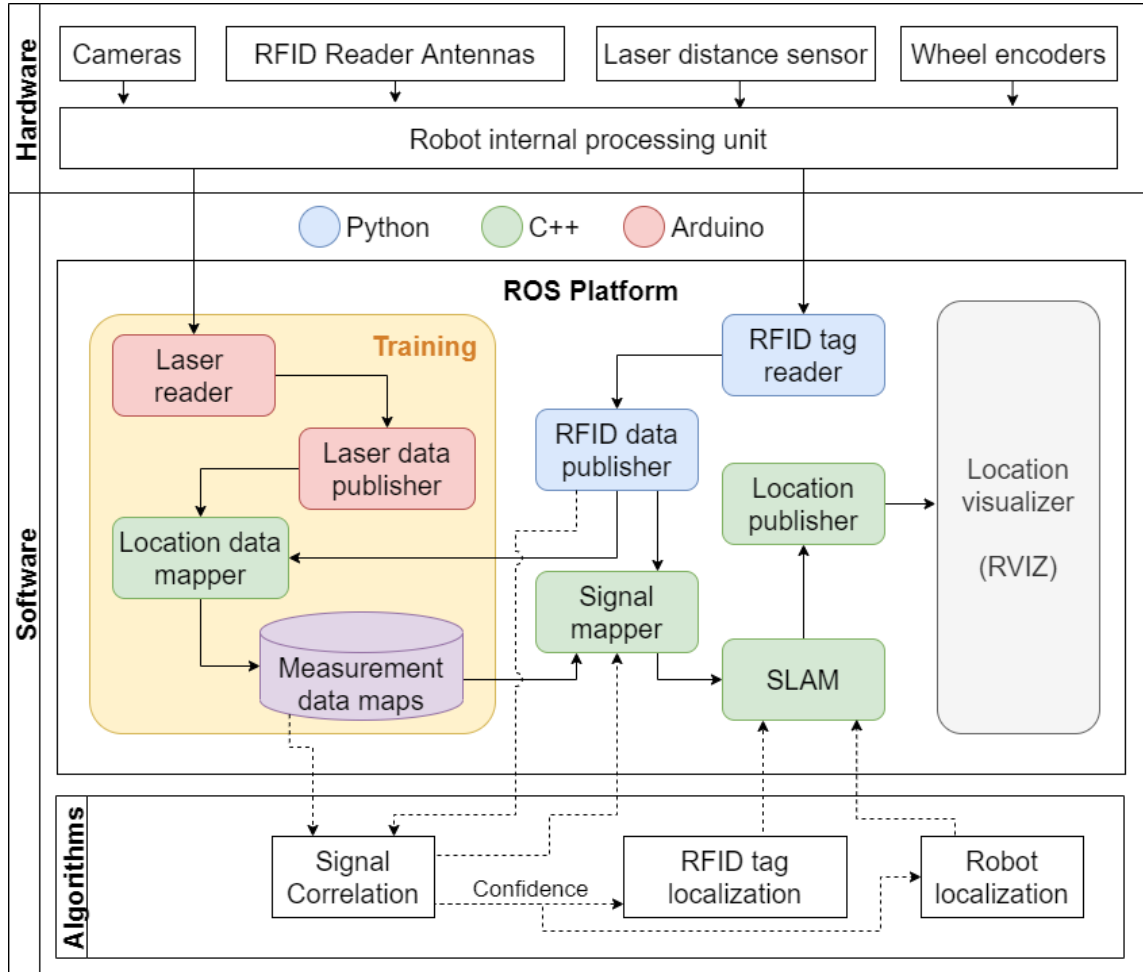 Hardware
Cameras
RFID Reader Antennas
Laser distance sensor
Wheel encoders
Robot internal processing unit
Software
Python
C++
Arduino
ROS Platform
Training
Laser
reader
RFID tag
reader
Laser data
publisher
RFID data
publisher
Location
publisher
Location
visualizer
(RVIZ)
Location data
mapper
Signal
mapper
Measurement
data maps
SLAM
Algorithms
Signal
Correlation
Confidence
RFID tag
localization
Robot
localization